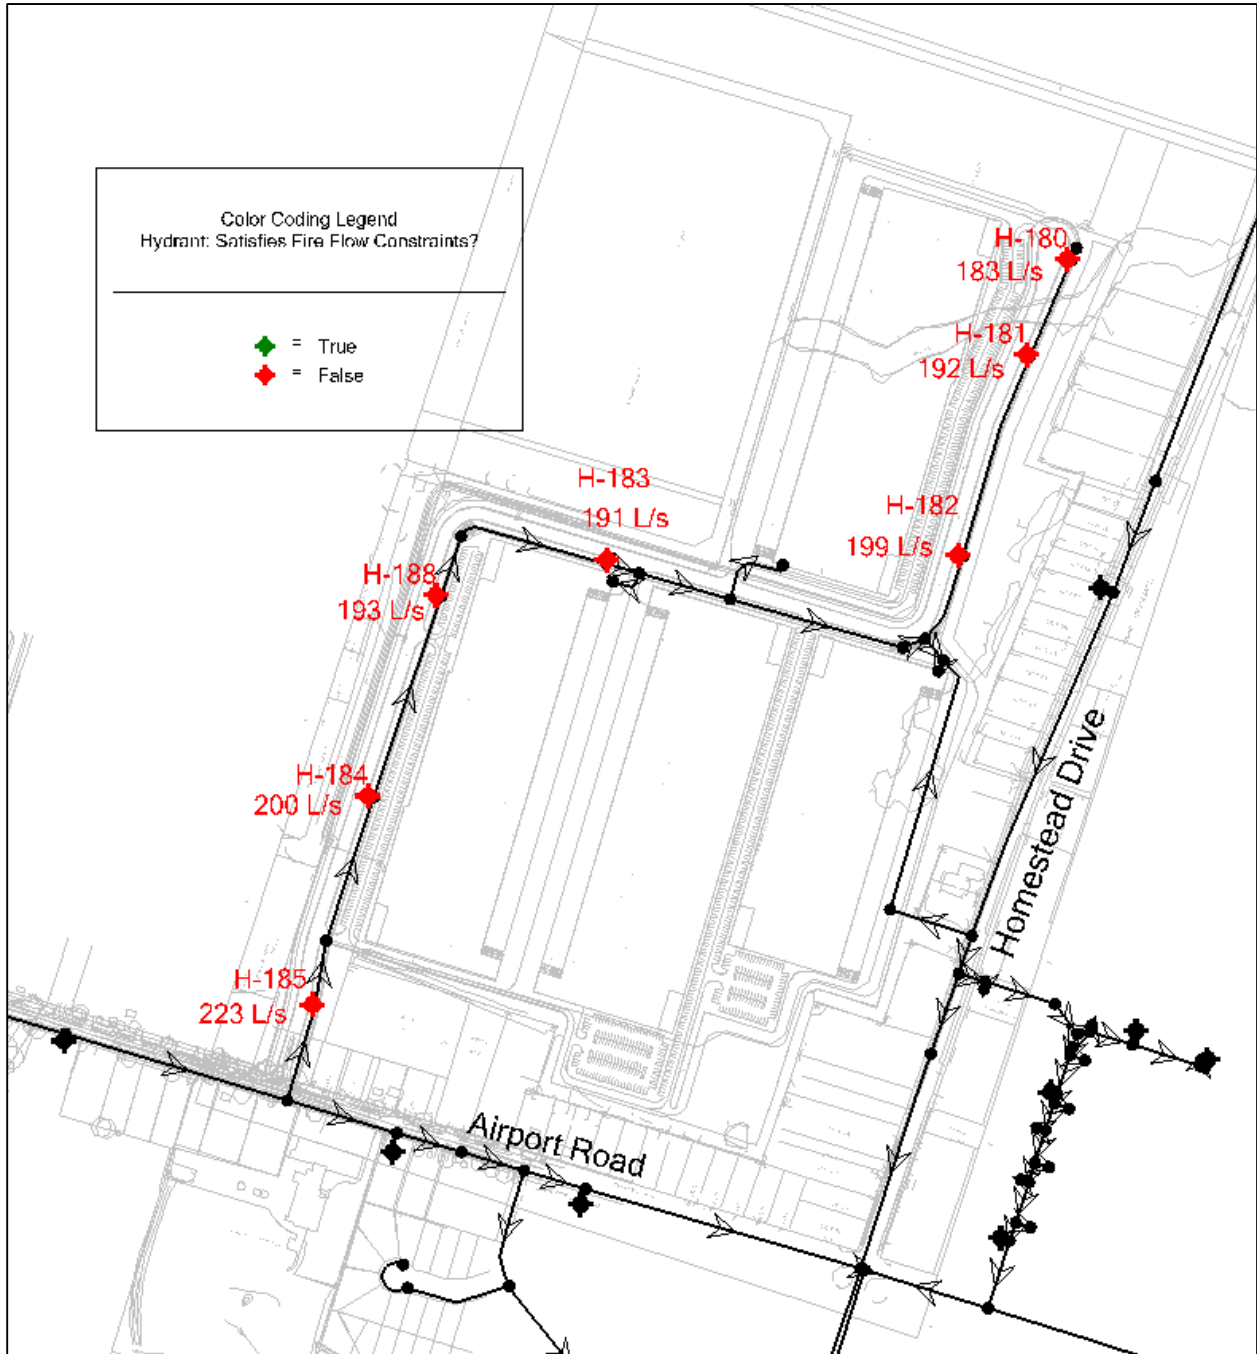 Color Coding Legend
Hydrant: Satisfies Fire Flow Constraints?
= True
= False
H-180
183 L/s
H-181
192 L/s
H-183
191 L/s
H-182
199 L/s
H-188
193 L/s
H-184
200 L/s
H-185
223 L/s
Homestead Drive
Airport Road